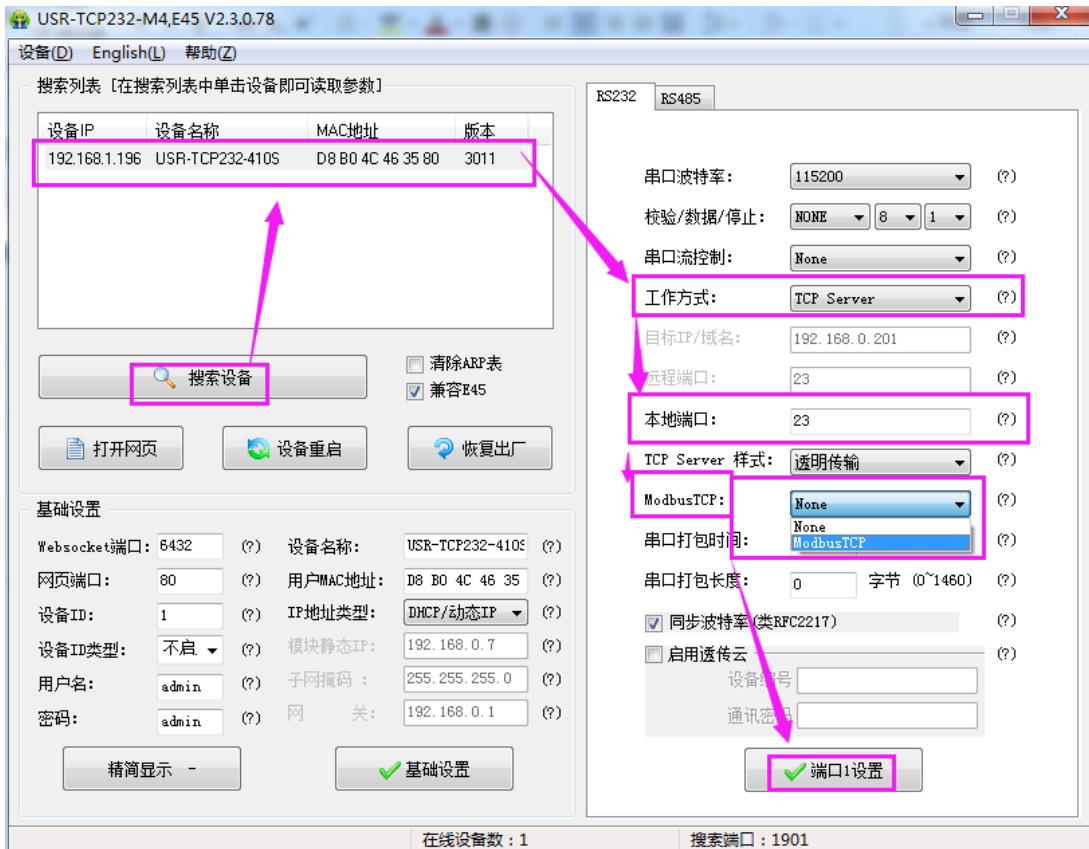 USR-TCP232-M4,E45 V2.3.0.78
设备(D) English(L) 帮助(Z)
搜索列表 [在搜索列表中单击设备即可读取参数]
设备IP 设备名称 MAC地址 版本
192.168.1.196 USR-TCP232-410S D8 B0 4C 46 35 80 3011
搜索设备
清除ARP表
兼容E45
打开网页 设备重启 恢复出厂
基础设置
Websocket端口: 6432 (?) 设备名称: USR-TCP232-410S (?)
网页端口: 80 (?) 用户MAC地址: D8 B0 4C 46 35 (?)
设备ID: 1 (?) IP地址类型: DHCP/动态IP (?)
设备ID类型: 不启 (?) 模块静态IP: 192.168.0.7 (?)
用户名: admin (?) 子网掩码 : 255.255.255.0 (?)
密码: admin (?) 网 关: 192.168.0.1 (?)
精简显示 - 基础设置
RS232 RS485
串口波特率: 115200 (?)
校验/数据/停止: NONE 8 1 (?)
串口流控制: None (?)
工作方式: TCP Server (?)
目标IP/域名: 192.168.0.201 (?)
远程端口: 23 (?)
本地端口: 23 (?)
TCP Server 样式: 透明传输 (?)
ModbusTCP: None (?)
None
ModbusTCP
串口打包时间: (?)
串口打包长度: 0 字节 (0~1460) (?)
同步波特率(类RFC2217) (?)
启用透传云 (?)
设备编号
通讯密码
端口1设置
在线设备数：1 搜索端口：1901